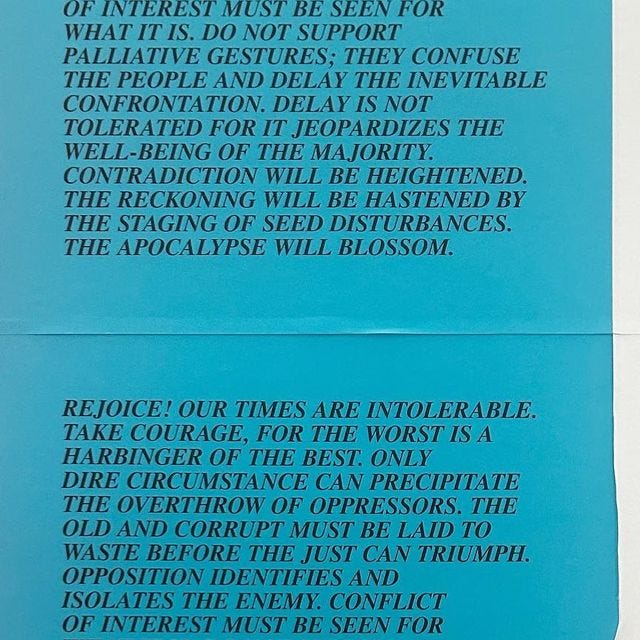 OF INTEREST MUST BE SEEN FOR
WHAT IT IS. DO NOT SUPPORT
PALLIATIVE GESTURES; THEY CONFUSE
THE PEOPLE AND DELAY THE INEVITABLE
CONFRONTATION. DELAY IS NOT
TOLERATED FOR IT JEOPARDIZES THE
WELL-BEING OF THE MAJORITY.
CONTRADICTION WILL BE HEIGHTENED.
THE RECKONING WILL BE HASTENED BY
THE STAGING OF SEED DISTURBANCES.
THE APOCALYPSE WILL BLOSSOM.
REJOICE! OUR TIMES ARE INTOLERABLE.
TAKE COURAGE, FOR THE WORST IS A
HARBINGER OF THE BEST. ONLY
DIRE CIRCUMSTANCE CAN PRECIPITATE
THE OVERTHROW OF OPPRESSORS. THE
OLD AND CORRUPT MUST BE LAID TO
WASTE BEFORE THE JUST CAN TRIUMPH.
OPPOSITION IDENTIFIES AND
ISOLATES THE ENEMY. CONFLICT
OF INTEREST MUST BE SEEN FOR